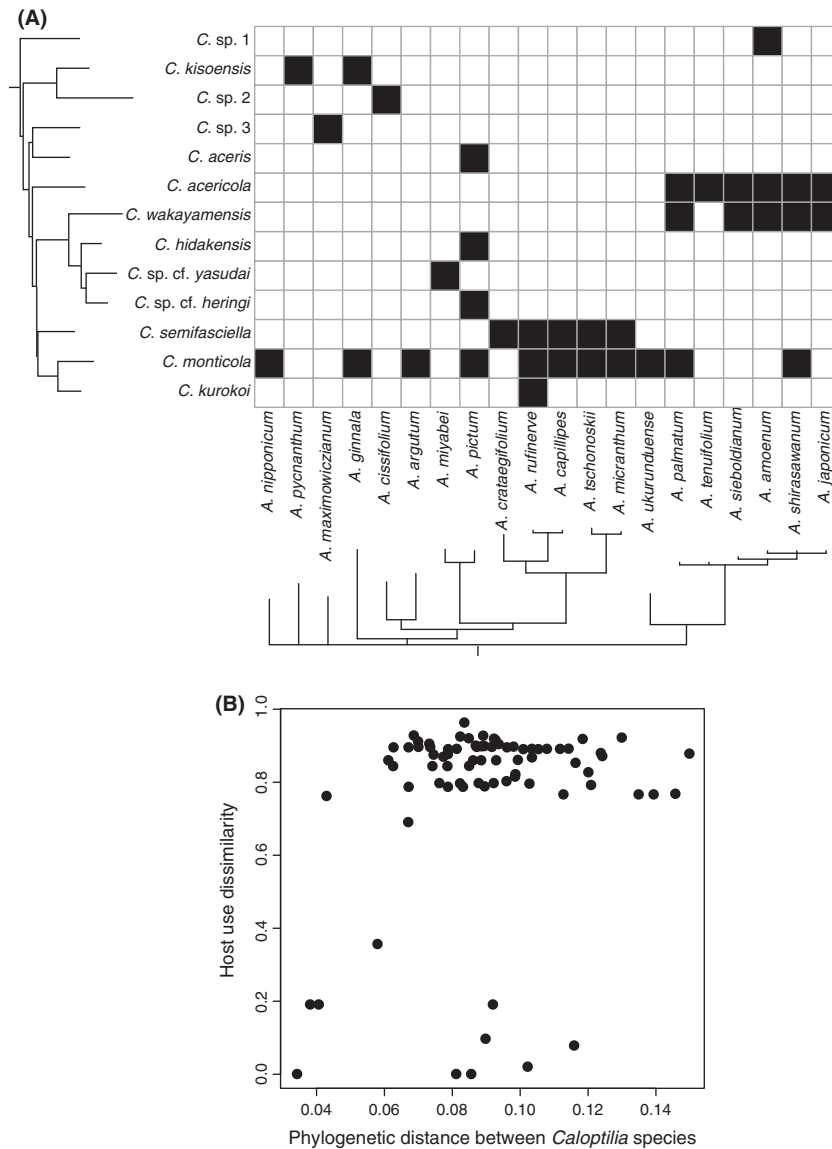 (A)
C. sp. 1
C. kisoensis
C. sp. 2
C. sp. 3
C. aceris
C. acericola
C. wakayamensis
C. hidakensis
C. sp. cf. yasudai
C. sp. cf. heringi
C. semifasciella
C. monticola
C. kurokoi
A. nipponicum
A. pycnanthum
A. maximowiczianum
A. ginnala
A. cissifolium
A. argutum
A. miyabei
A. pictum
A. crataegifolium
A. rufinerve
A. capillipes
A. tschonoskii
A. micranthum
A. ukurunduense
A. palmatum
A. tenuifolium
A. sieboldianum
A. amoenum
A. shirasawanum
A. japonicum
(B)
Host use dissimilarity
1.0
0.8
0.6
0.4
0.2
0.0
0.04 0.06 0.08 0.10 0.12 0.14
Phylogenetic distance between Caloptilia species